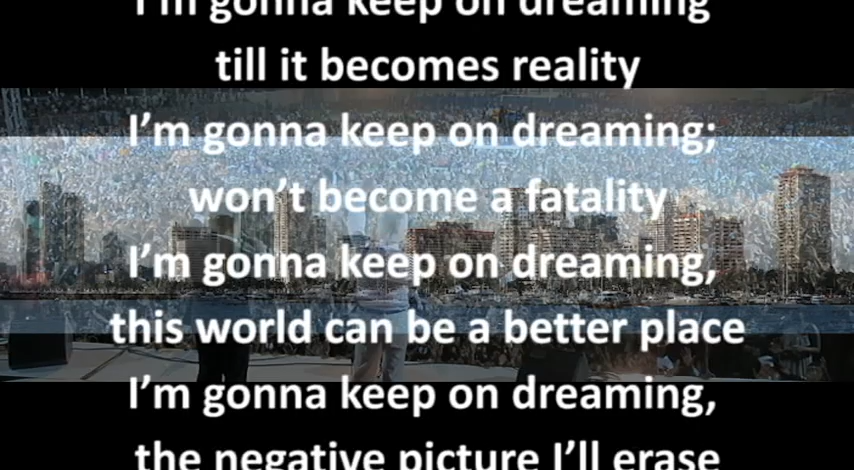 I'm gonna keep on dreaming
till it becomes reality
I'm gonna keep on dreaming;
won't become a fatality
I'm gonna keep on dreaming,
this world can be a better place
I'm gonna keep on dreaming,
the negative picture I'll erase